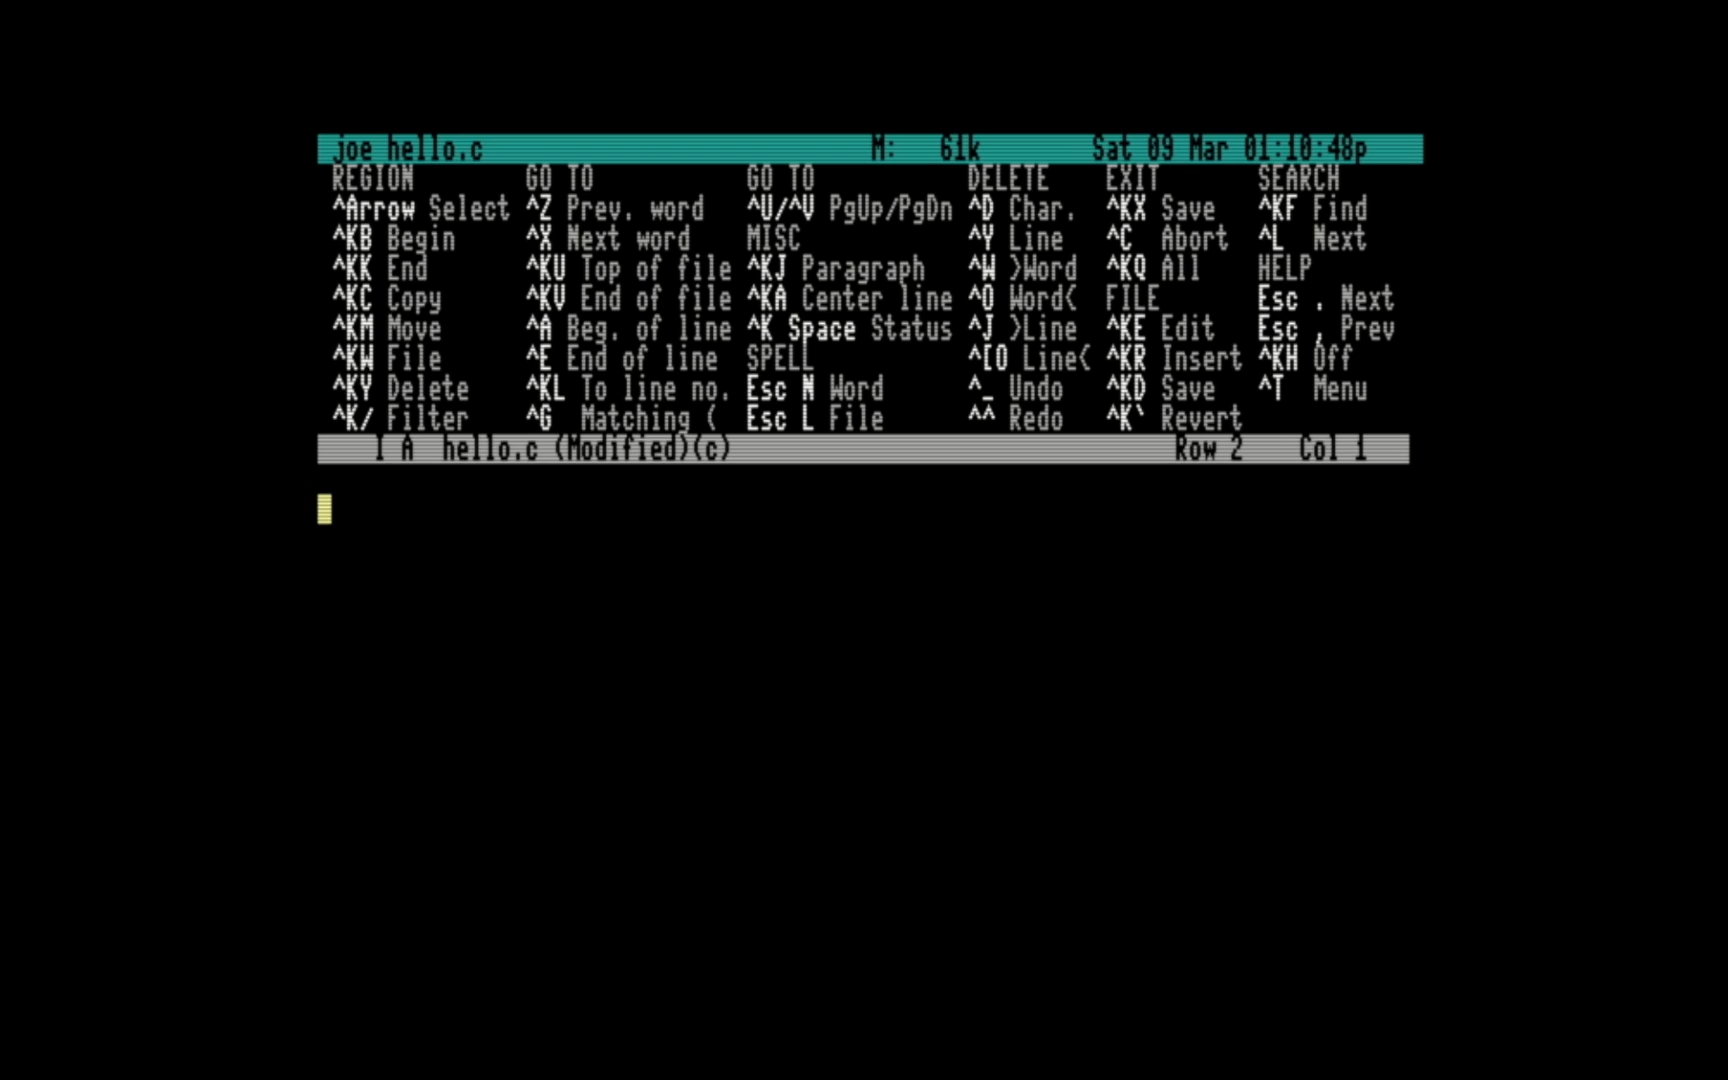 joe hello.c M: 61k Sat 09 Mar 01:10:48p
REGION GO TO GO TO DELETE EXIT SEARCH
^Arrow Select ^Z Prev. word ^U/^V PgUp/PgDn ^D Char. ^KX Save ^KF Find
^KB Begin ^X Next word MISC ^Y Line ^C Abort ^L Next
^KK End ^KU Top of file ^KJ Paragraph ^W >Word ^KQ All HELP
^KC Copy ^KV End of file ^KA Center line ^O Word< FILE Esc . Next
^KM Move ^A Beg. of line ^K Space Status ^J >Line ^KE Edit Esc , Prev
^KW File ^E End of line SPELL ^[O Line< ^KR Insert ^KH Off
^KY Delete ^KL To line no. Esc N Word ^_ Undo ^KD Save ^T Menu
^K/ Filter ^G Matching ( Esc L File ^^ Redo ^K` Revert
I A hello.c (Modified)(c) Row 2 Col 1